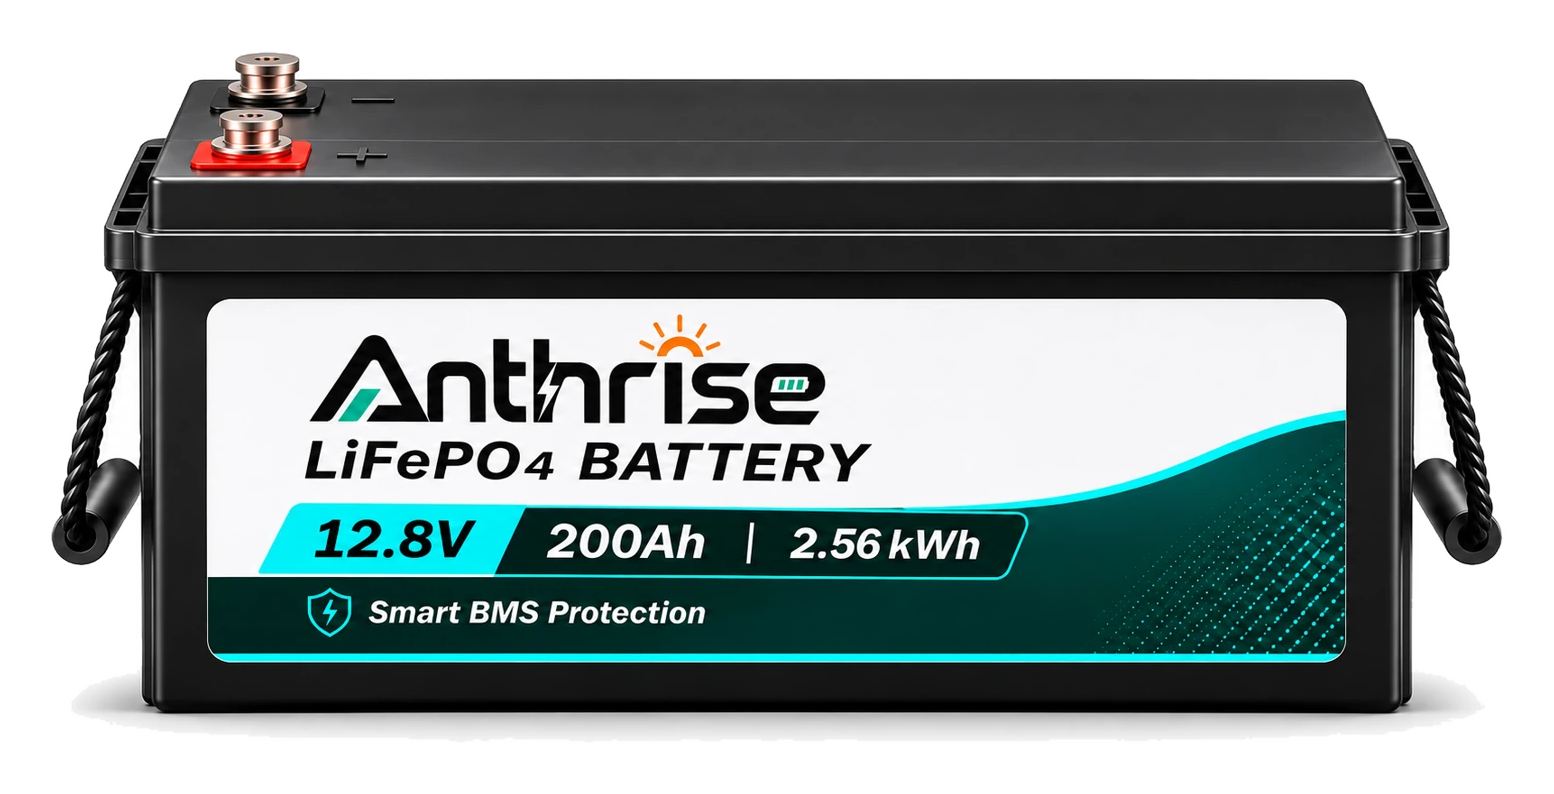 −
+
Anthrise
LiFePO4 BATTERY
12.8V 200Ah | 2.56 kWh
Smart BMS Protection